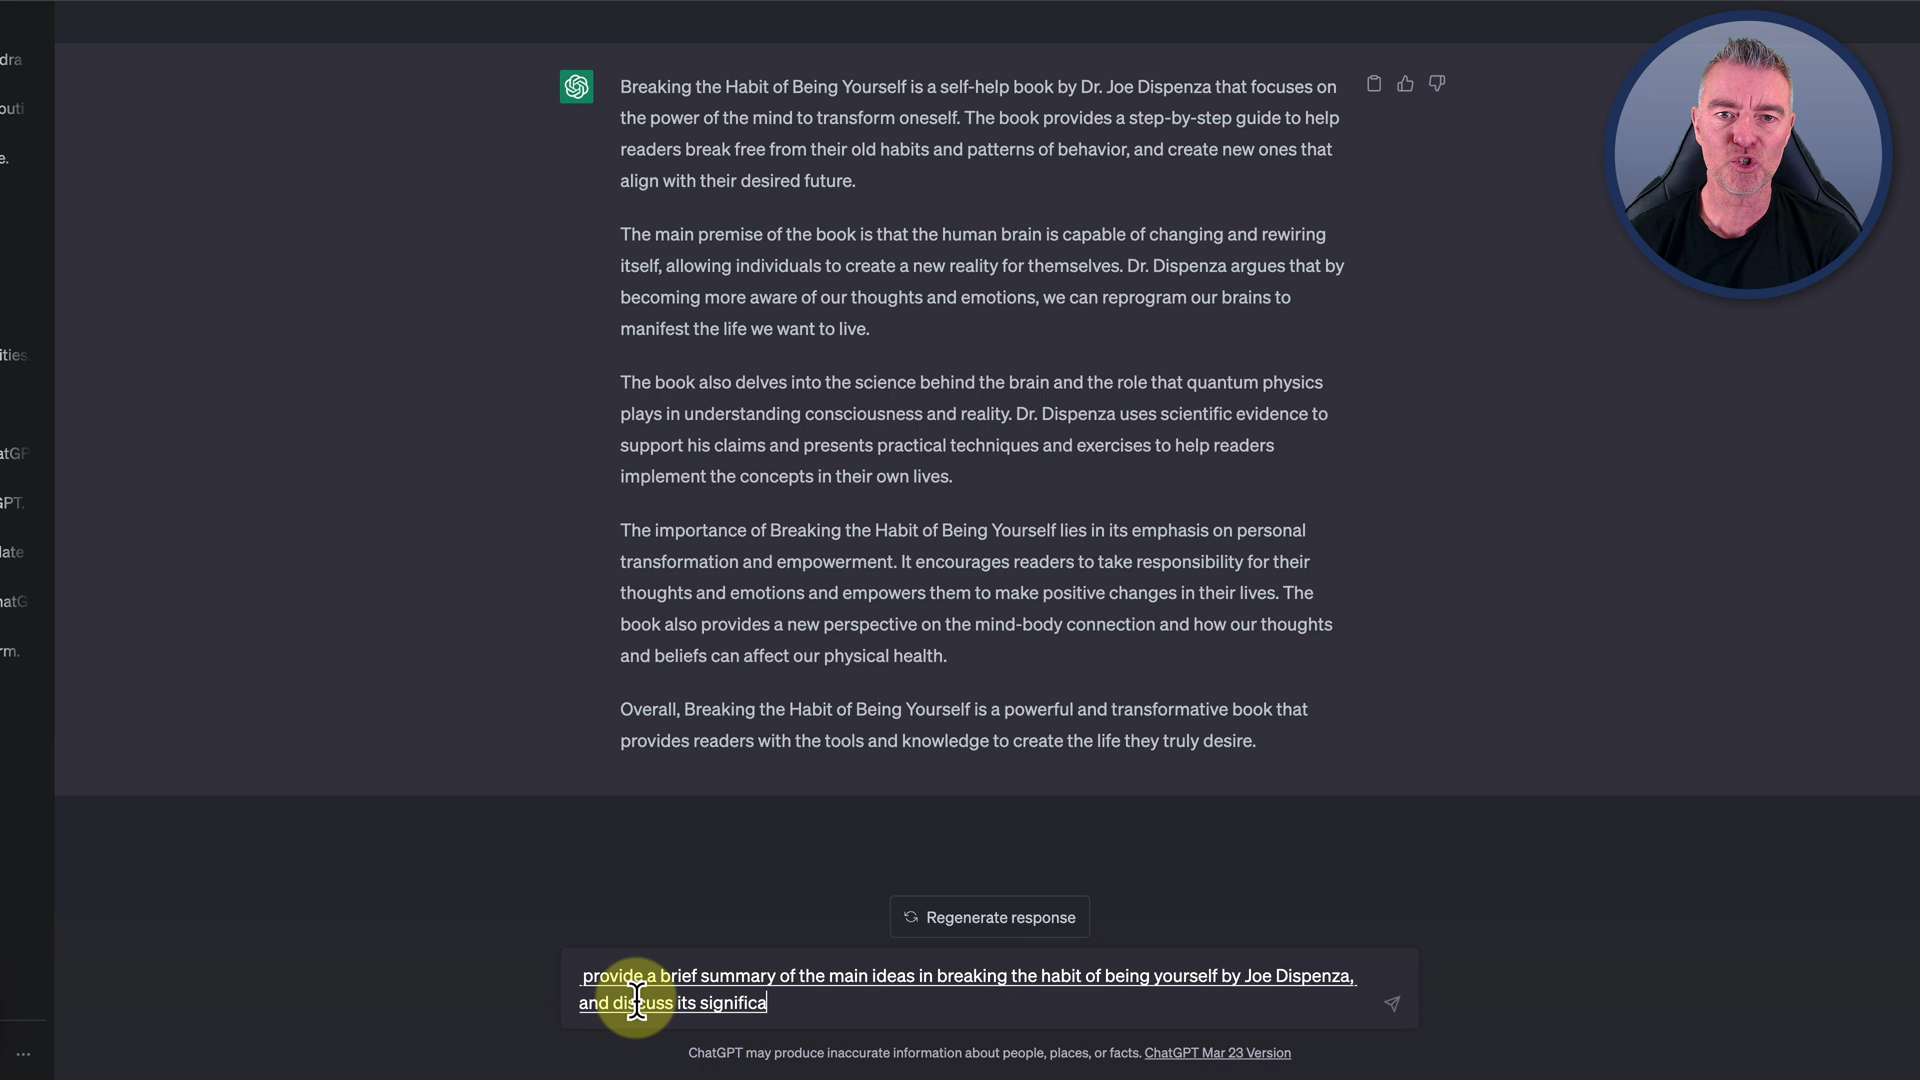 dra
outi
e.
ities.
atGP
GPT.
late
hatG
rm.
...
Breaking the Habit of Being Yourself is a self-help book by Dr. Joe Dispenza that focuses on
the power of the mind to transform oneself. The book provides a step-by-step guide to help
readers break free from their old habits and patterns of behavior, and create new ones that
align with their desired future.
The main premise of the book is that the human brain is capable of changing and rewiring
itself, allowing individuals to create a new reality for themselves. Dr. Dispenza argues that by
becoming more aware of our thoughts and emotions, we can reprogram our brains to
manifest the life we want to live.
The book also delves into the science behind the brain and the role that quantum physics
plays in understanding consciousness and reality. Dr. Dispenza uses scientific evidence to
support his claims and presents practical techniques and exercises to help readers
implement the concepts in their own lives.
The importance of Breaking the Habit of Being Yourself lies in its emphasis on personal
transformation and empowerment. It encourages readers to take responsibility for their
thoughts and emotions and empowers them to make positive changes in their lives. The
book also provides a new perspective on the mind-body connection and how our thoughts
and beliefs can affect our physical health.
Overall, Breaking the Habit of Being Yourself is a powerful and transformative book that
provides readers with the tools and knowledge to create the life they truly desire.
Regenerate response
provide a brief summary of the main ideas in breaking the habit of being yourself by Joe Dispenza,
and discuss its significa
ChatGPT may produce inaccurate information about people, places, or facts. ChatGPT Mar 23 Version